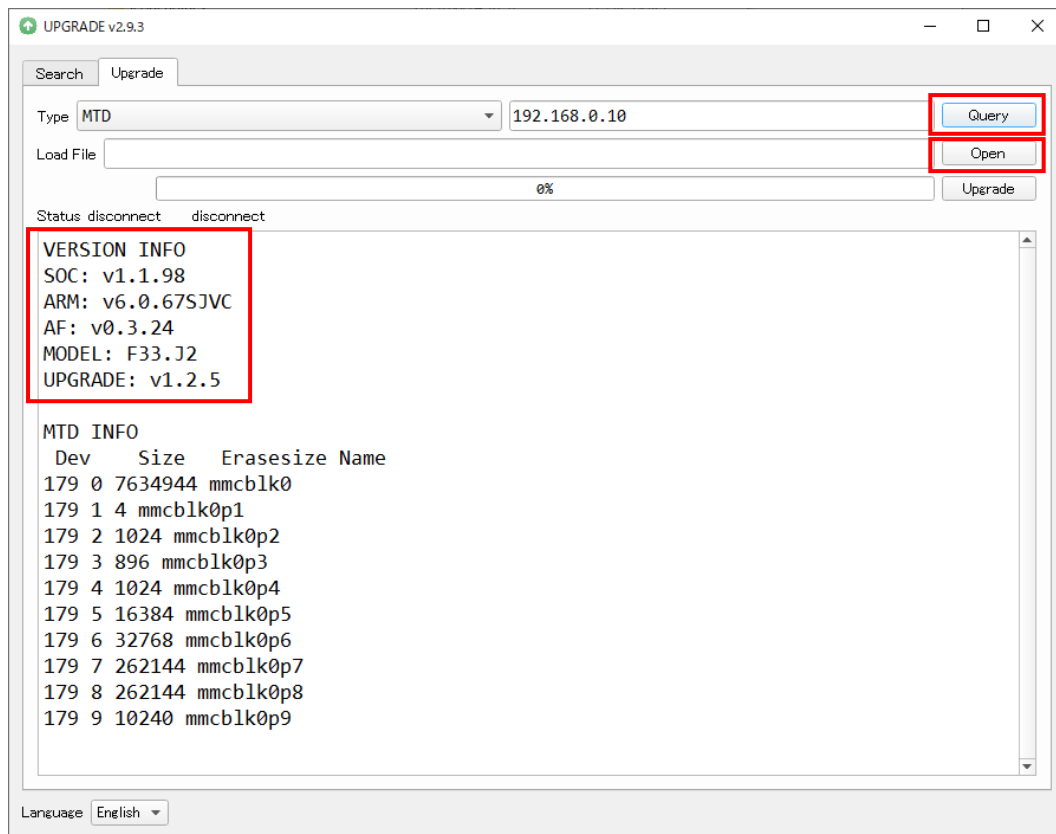 UPGRADE v2.9.3
Search Upgrade
Type MTD 192.168.0.10 Query
Load File Open
0% Upgrade
Status disconnect disconnect
VERSION INFO
SOC: v1.1.98
ARM: v6.0.67SJVC
AF: v0.3.24
MODEL: F33.J2
UPGRADE: v1.2.5
MTD INFO
Dev Size Erasesize Name
179 0 7634944 mmcblk0
179 1 4 mmcblk0p1
179 2 1024 mmcblk0p2
179 3 896 mmcblk0p3
179 4 1024 mmcblk0p4
179 5 16384 mmcblk0p5
179 6 32768 mmcblk0p6
179 7 262144 mmcblk0p7
179 8 262144 mmcblk0p8
179 9 10240 mmcblk0p9
Language English